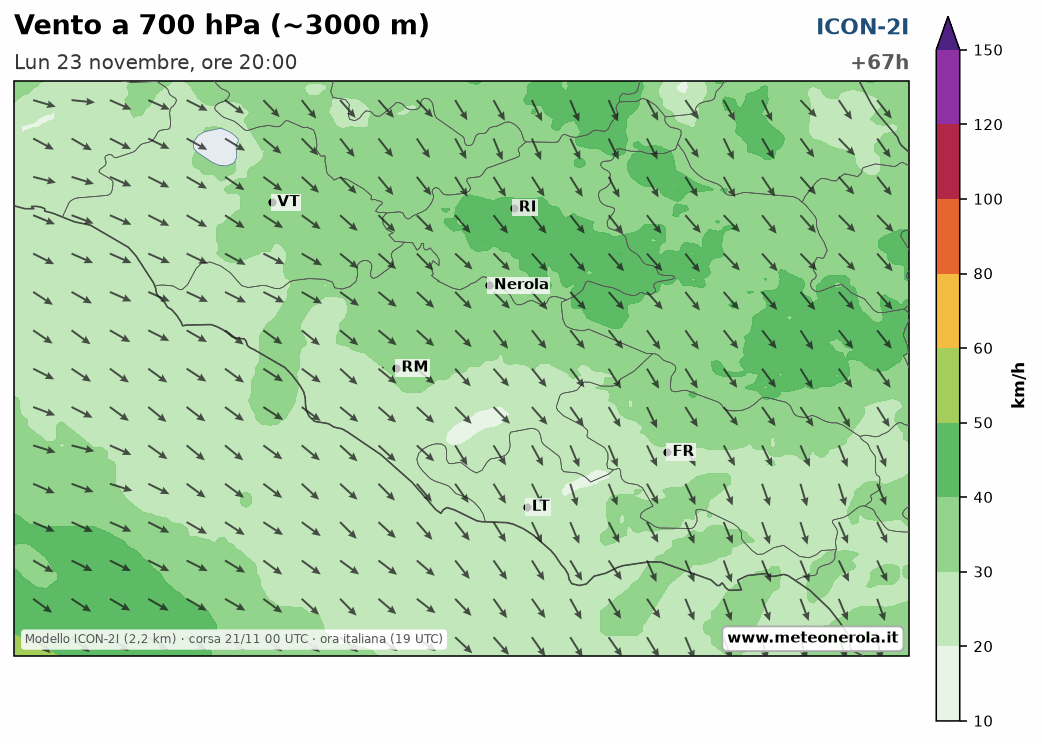 Vento a 700 hPa (~3000 m)
ICON-2I
Lun 23 novembre, ore 20:00
+67h
VT
RI
Nerola
RM
FR
LT
Modello ICON-2I (2,2 km) · corsa 21/11 00 UTC · ora italiana (19 UTC)
www.meteonerola.it
150
120
100
80
60
50
40
30
20
10
km/h